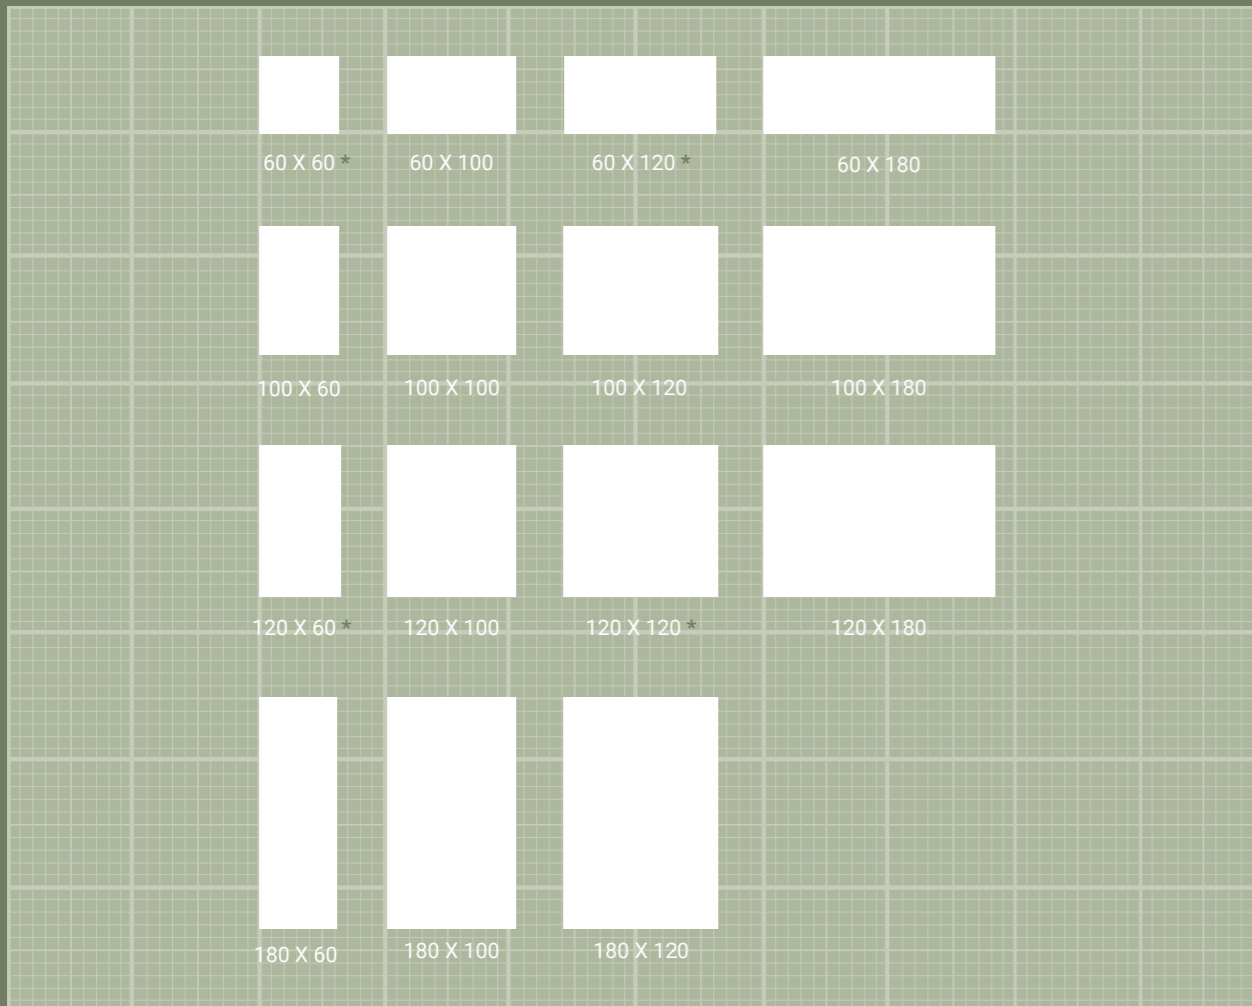 60 X 60 *
60 X 100
60 X 120 *
60 X 180
100 X 60
100 X 100
100 X 120
100 X 180
120 X 60 *
120 X 100
120 X 120 *
120 X 180
180 X 60
180 X 100
180 X 120